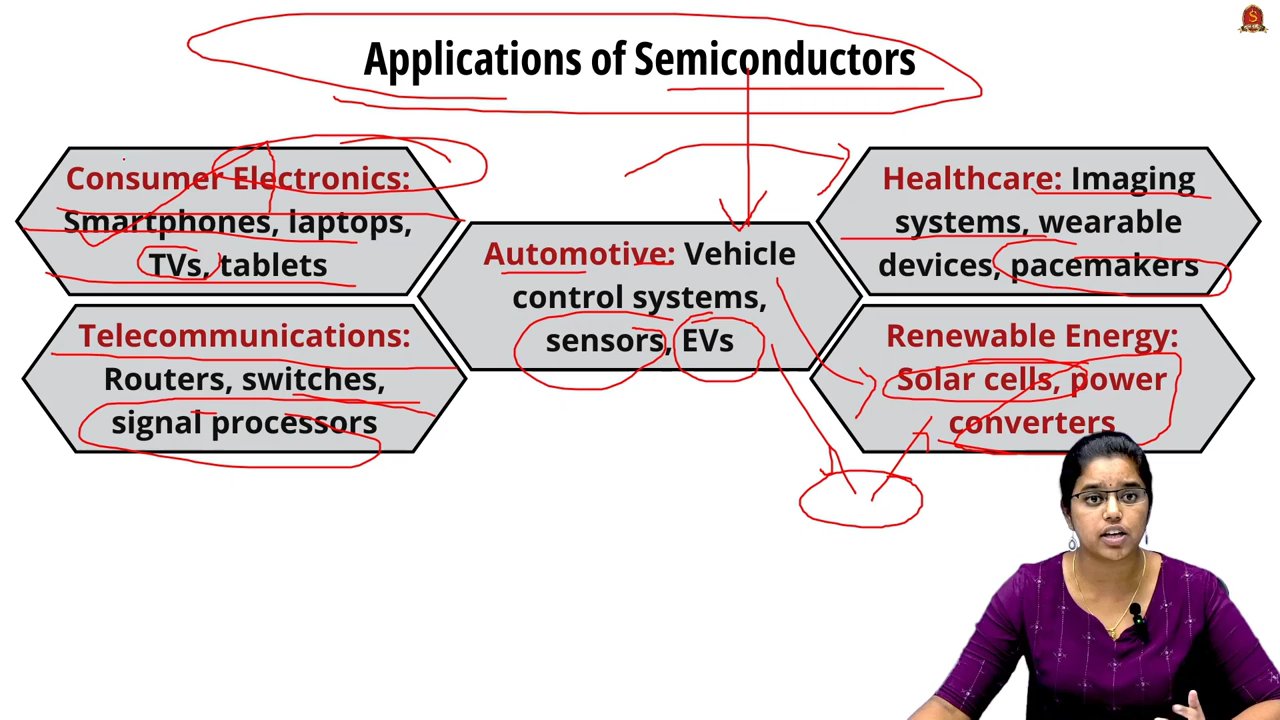 Applications of Semiconductors
Consumer Electronics:
Smartphones, laptops,
TVs, tablets
Telecommunications:
Routers, switches,
signal processors
Automotive: Vehicle
control systems,
sensors, EVs
Healthcare: Imaging
systems, wearable
devices, pacemakers
Renewable Energy:
Solar cells, power
converters